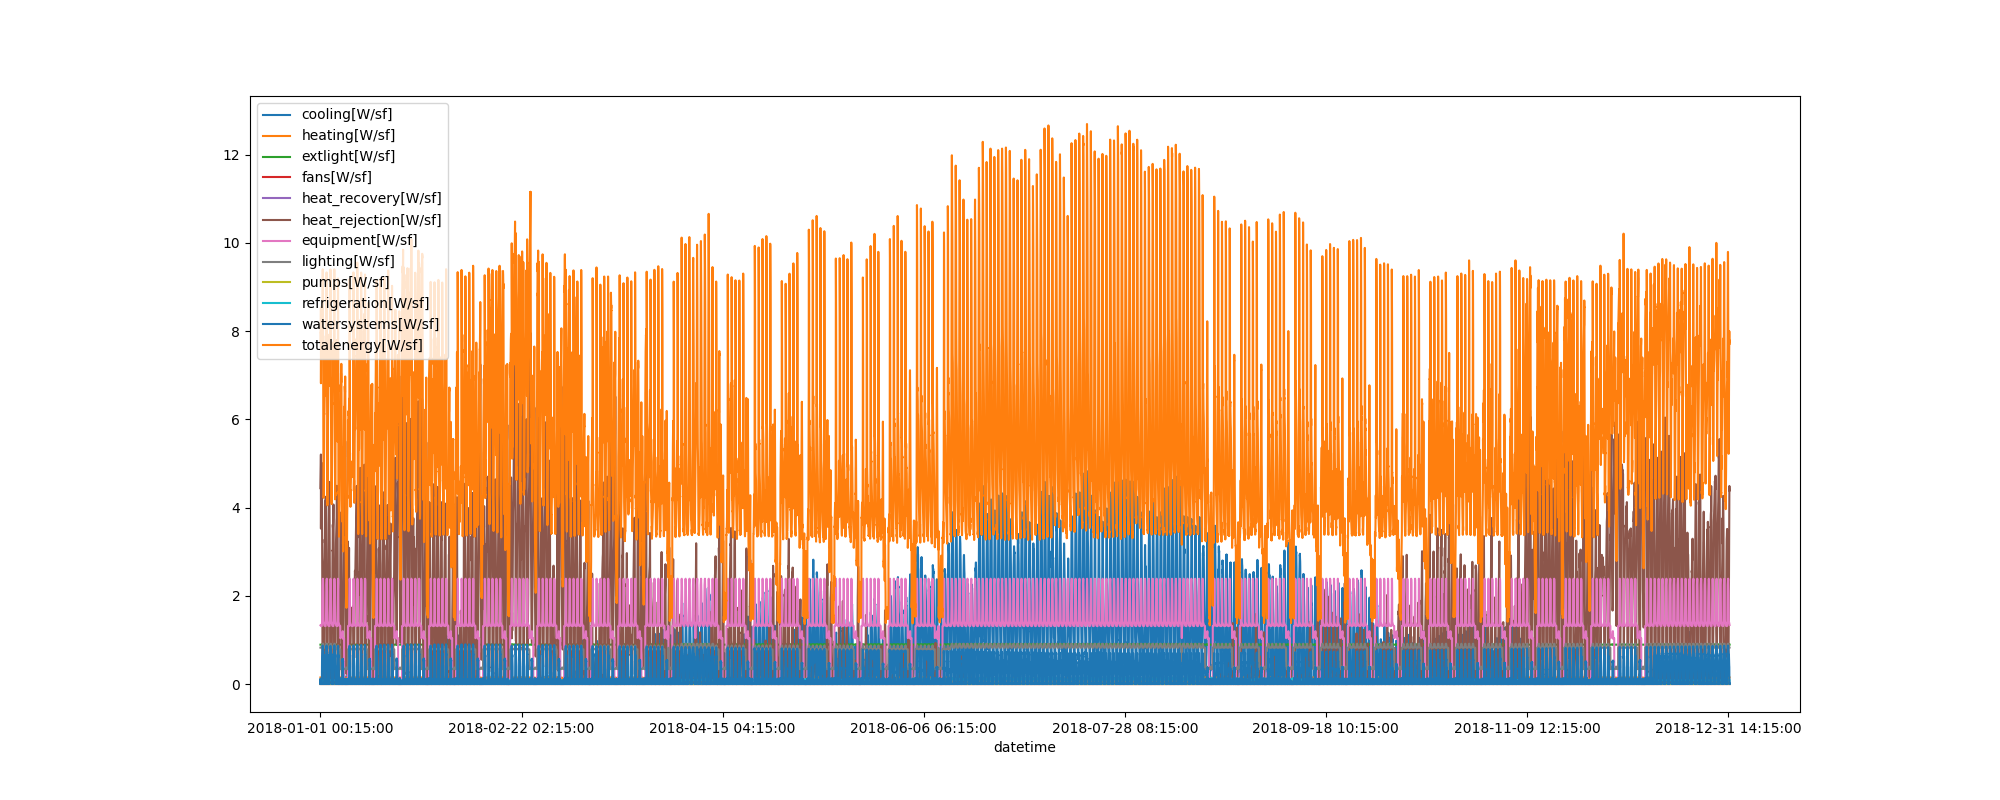 cooling[W/sf]
heating[W/sf]
extlight[W/sf]
fans[W/sf]
heat_recovery[W/sf]
heat_rejection[W/sf]
equipment[W/sf]
lighting[W/sf]
pumps[W/sf]
refrigeration[W/sf]
watersystems[W/sf]
totalenergy[W/sf]
12
10
8
6
4
2
0
2018-01-01 00:15:00 2018-02-22 02:15:00 2018-04-15 04:15:00 2018-06-06 06:15:00 2018-07-28 08:15:00 2018-09-18 10:15:00 2018-11-09 12:15:00 2018-12-31 14:15:00
datetime